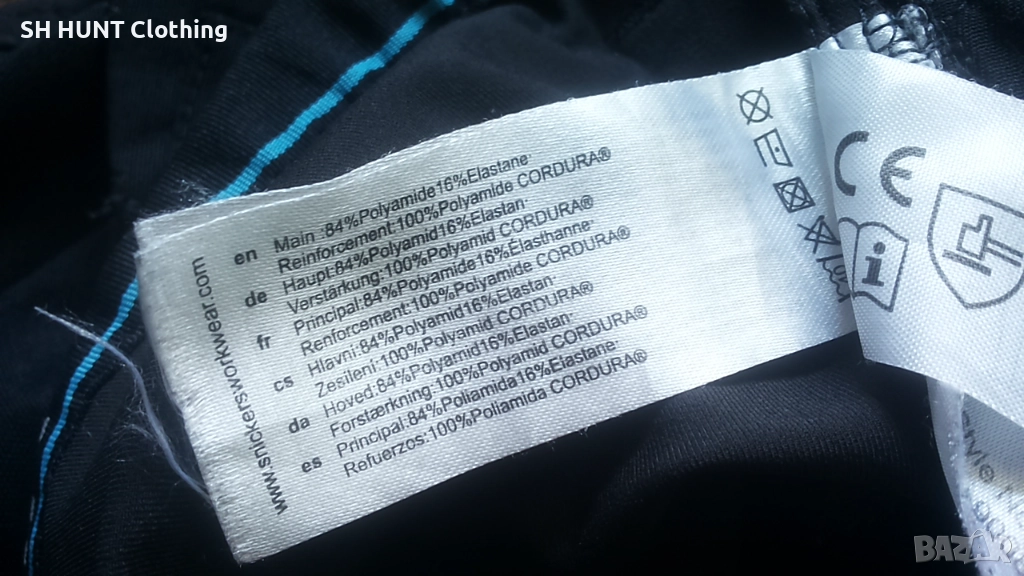 SH HUNT Clothing
www.snickersworkwear.com
en Main :84%Polyamide16%Elastane·
Reinforcement:100%Polyamide CORDURA®
de Haupt:84%Polyamid16%Elastan·
Verstärkung:100%Polyamid CORDURA®
fr Principal:84%Polyamide16%Elasthanne·
Renforcement:100%Polyamide CORDURA®
cs Hlavni:84%Polyamid16%Elastan·
Zesileni:100%Polyamid CORDURA®
da Hoved:84%Polyamid16%Elastan·
Forstærkning:100%Polyamid CORDURA®
es Principal:84%Poliamida16%Elastane·
Refuerzos:100%Poliamida CORDURA®
CE
i
BAZAR